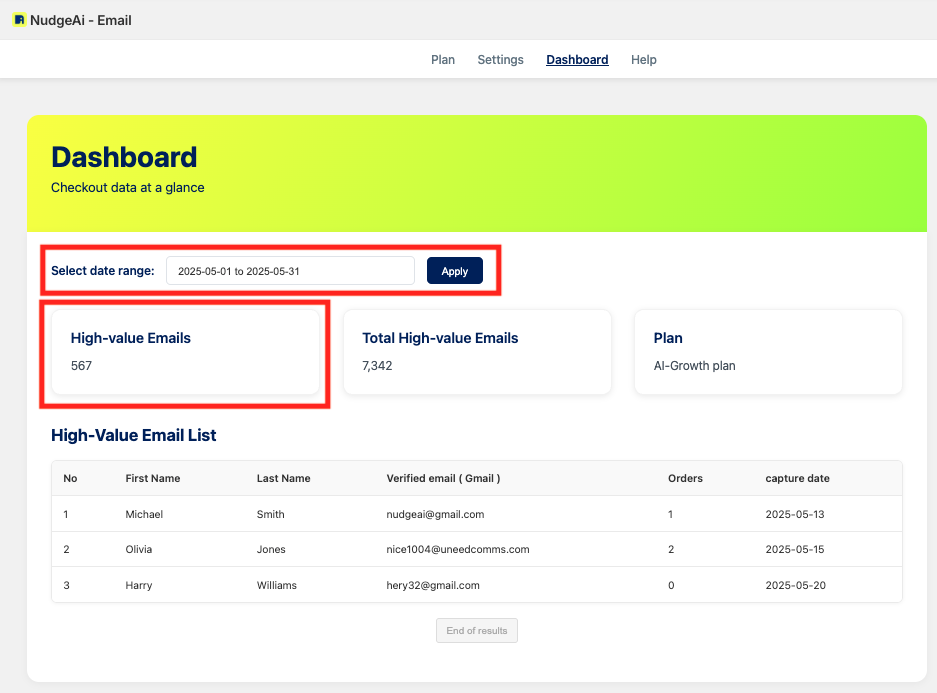 NudgeAi - Email
Plan Settings Dashboard Help
Dashboard
Checkout data at a glance
Select date range: 2025-05-01 to 2025-05-31 Apply
High-value Emails Total High-value Emails Plan
567 7,342 AI-Growth plan
High-Value Email List
No First Name Last Name Verified email ( Gmail ) Orders capture date
1 Michael Smith nudgeai@gmail.com 1 2025-05-13
2 Olivia Jones nice1004@uneedcomms.com 2 2025-05-15
3 Harry Williams hery32@gmail.com 0 2025-05-20
End of results